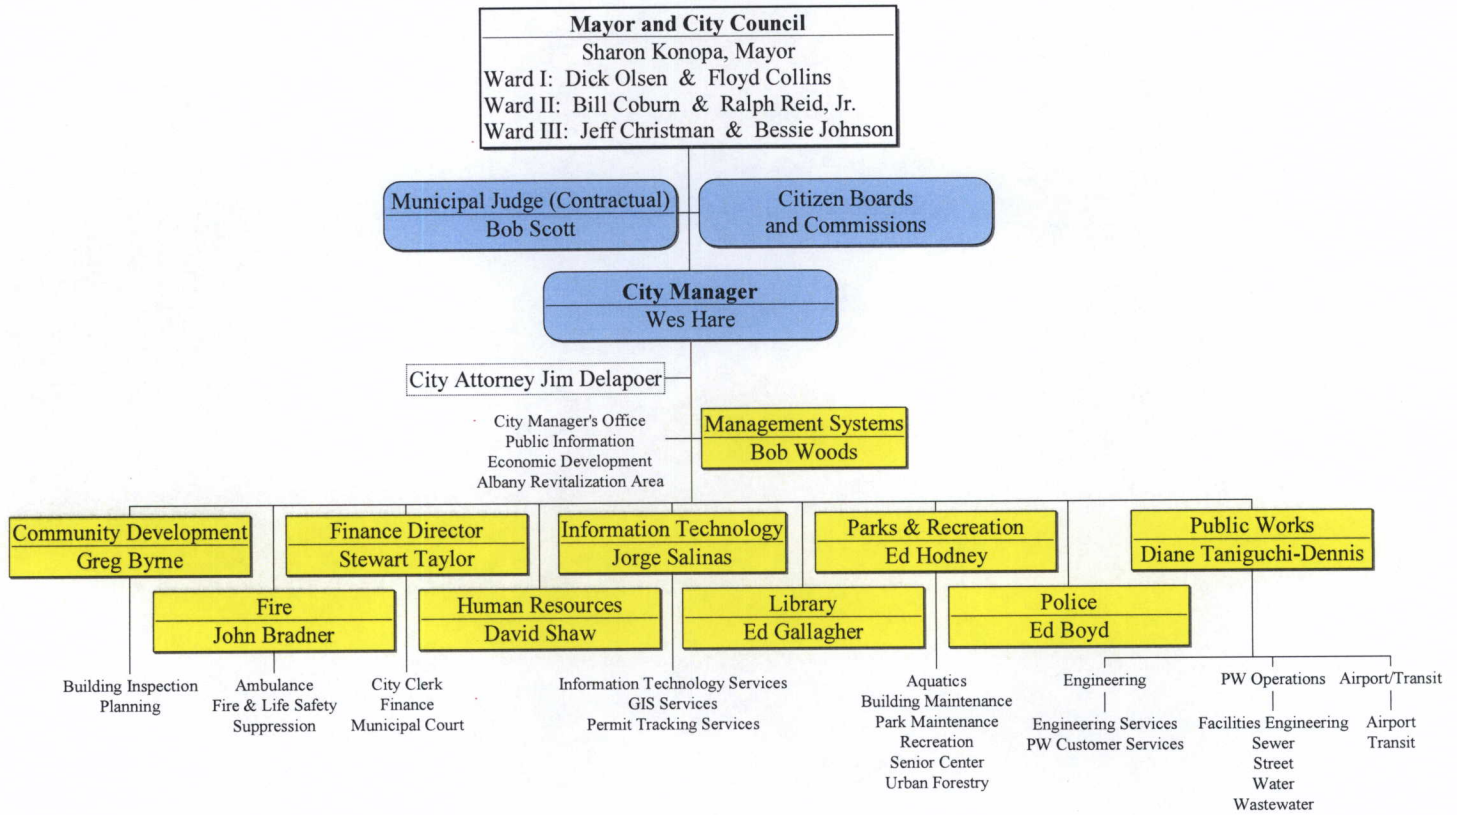 Mayor and City Council
Sharon Konopa, Mayor
Ward I: Dick Olsen & Floyd Collins
Ward II: Bill Coburn & Ralph Reid, Jr.
Ward III: Jeff Christman & Bessie Johnson
Municipal Judge (Contractual)
Bob Scott
Citizen Boards
and Commissions
City Manager
Wes Hare
City Attorney Jim Delapoer
City Manager's Office
Public Information
Economic Development
Albany Revitalization Area
Management Systems
Bob Woods
Community Development
Greg Byrne
Finance Director
Stewart Taylor
Information Technology
Jorge Salinas
Parks & Recreation
Ed Hodney
Public Works
Diane Taniguchi-Dennis
Fire
John Bradner
Human Resources
David Shaw
Library
Ed Gallagher
Police
Ed Boyd
Building Inspection
Planning
Ambulance
Fire & Life Safety
Suppression
City Clerk
Finance
Municipal Court
Information Technology Services
GIS Services
Permit Tracking Services
Aquatics
Building Maintenance
Park Maintenance
Recreation
Senior Center
Urban Forestry
Engineering
Engineering Services
PW Customer Services
PW Operations
Facilities Engineering
Sewer
Street
Water
Wastewater
Airport/Transit
Airport
Transit